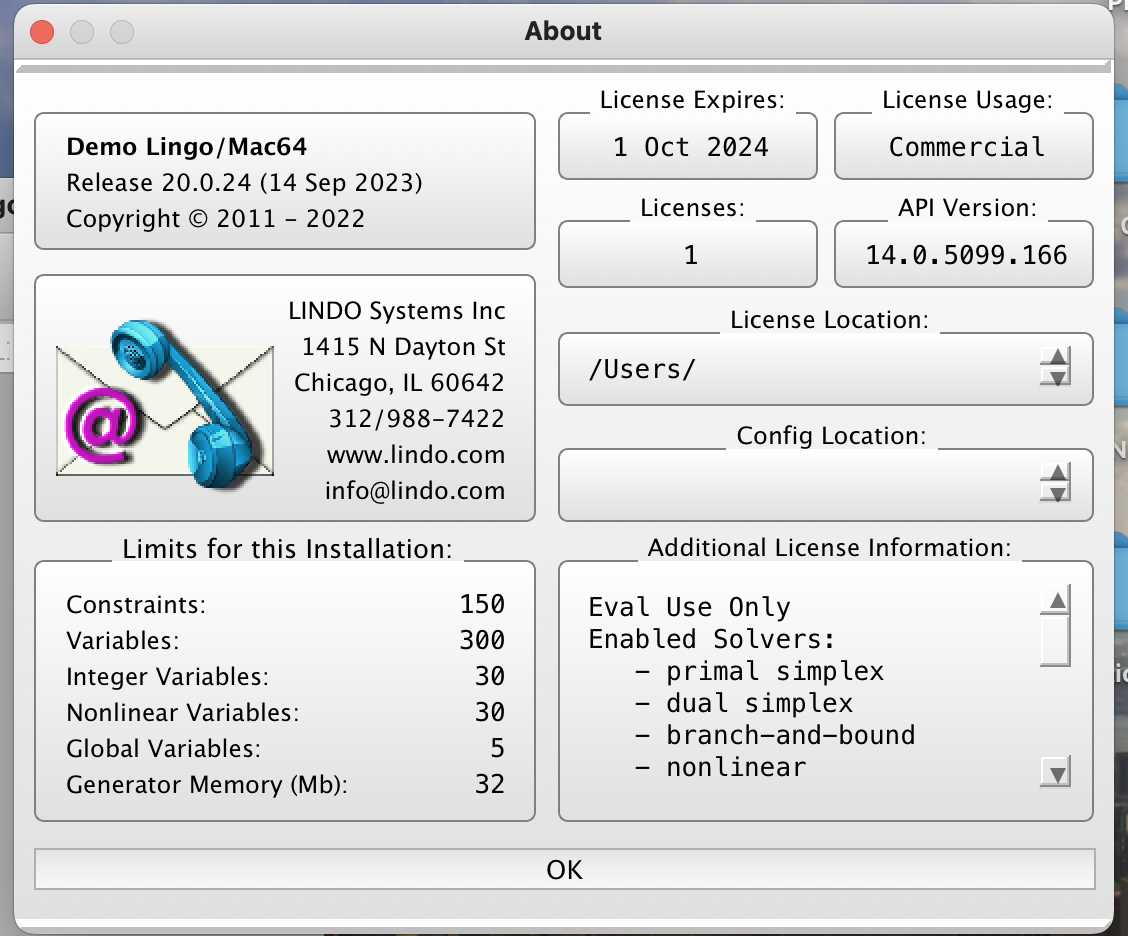 About
Demo Lingo/Mac64
Release 20.0.24 (14 Sep 2023)
Copyright © 2011 – 2022
License Expires:
1 Oct 2024
License Usage:
Commercial
Licenses:
1
API Version:
14.0.5099.166
LINDO Systems Inc
1415 N Dayton St
Chicago, IL 60642
312/988–7422
www.lindo.com
info@lindo.com
@
License Location:
/Users/
Config Location:
Limits for this Installation:
Constraints: 150
Variables: 300
Integer Variables: 30
Nonlinear Variables: 30
Global Variables: 5
Generator Memory (Mb): 32
Additional License Information:
Eval Use Only
Enabled Solvers:
– primal simplex
– dual simplex
– branch–and–bound
– nonlinear
OK